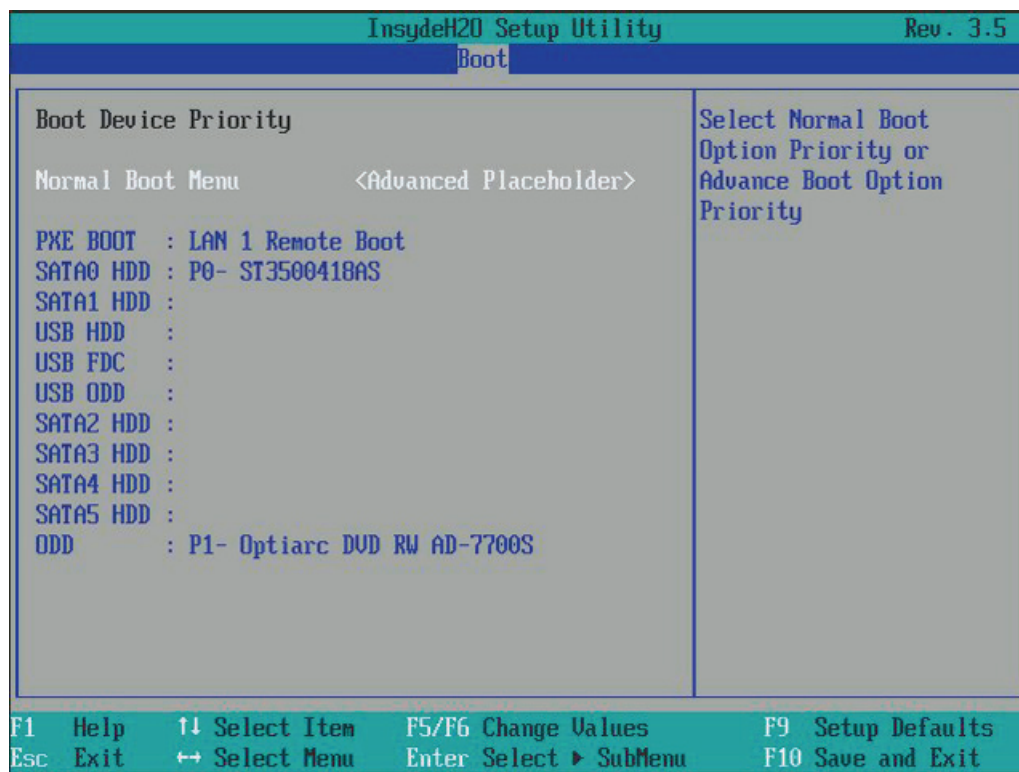 InsydeH2O Setup Utility Rev. 3.5
Boot
Boot Device Priority
Normal Boot Menu <Advanced Placeholder>
PXE BOOT : LAN 1 Remote Boot
SATA0 HDD : P0- ST3500418AS
SATA1 HDD :
USB HDD :
USB FDC :
USB ODD :
SATA2 HDD :
SATA3 HDD :
SATA4 HDD :
SATA5 HDD :
ODD : P1- Optiarc DVD RW AD-7700S
Select Normal Boot
Option Priority or
Advance Boot Option
Priority
F1 Help ↑↓ Select Item F5/F6 Change Values F9 Setup Defaults
Esc Exit ↔ Select Menu Enter Select ▶ SubMenu F10 Save and Exit